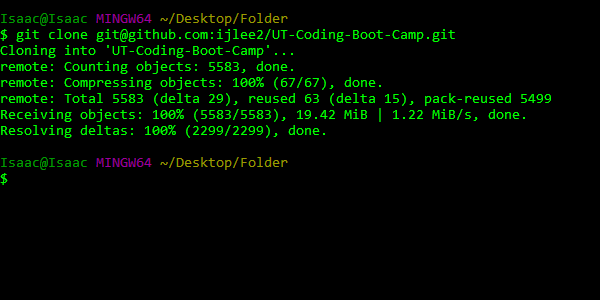 Isaac@Isaac MINGW64 ~/Desktop/Folder
$ git clone git@github.com:ijlee2/UT-Coding-Boot-Camp.git
Cloning into 'UT-Coding-Boot-Camp'...
remote: Counting objects: 5583, done.
remote: Compressing objects: 100% (67/67), done.
remote: Total 5583 (delta 29), reused 63 (delta 15), pack-reused 5499
Receiving objects: 100% (5583/5583), 19.42 MiB | 1.22 MiB/s, done.
Resolving deltas: 100% (2299/2299), done.
Isaac@Isaac MINGW64 ~/Desktop/Folder
$